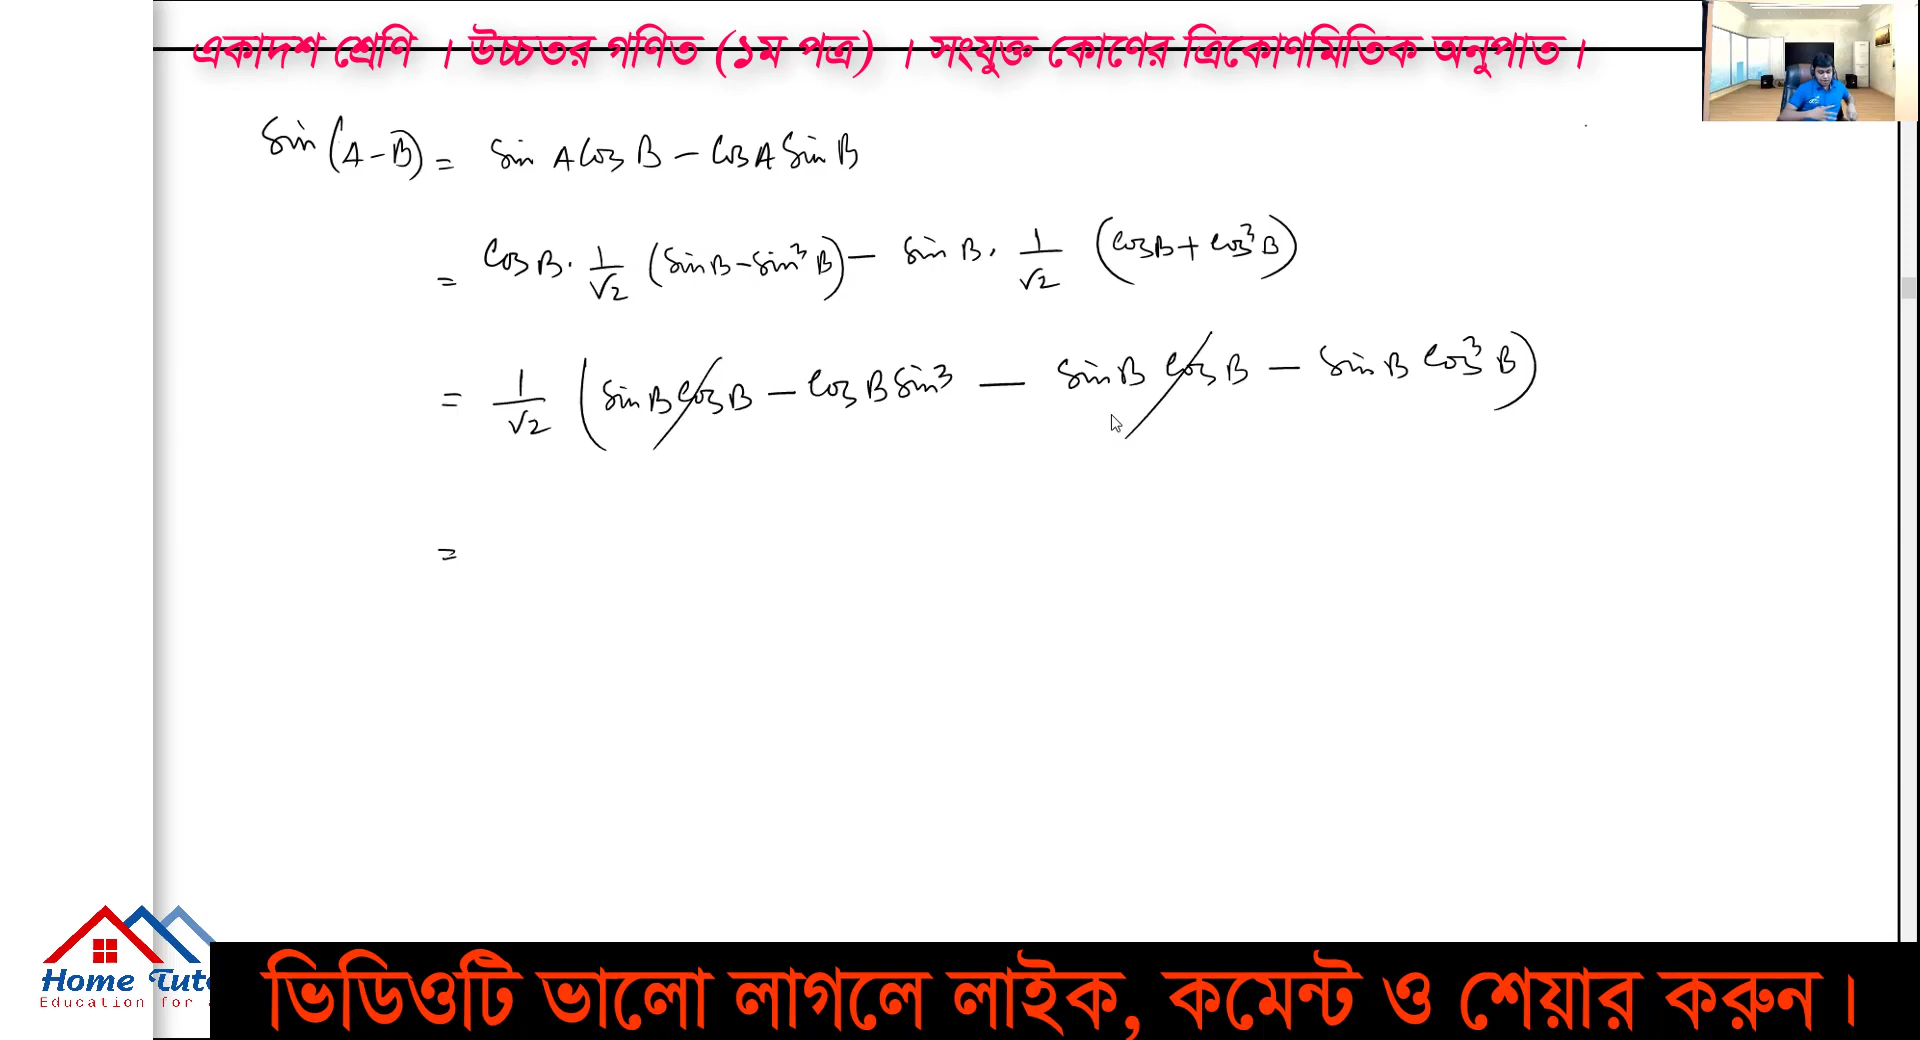 একাদশ শ্রেণি । উচ্চতর গণিত (১ম পত্র) । সংযুক্ত কোণের ত্রিকোণমিতিক অনুপাত।
Sin (A-B) = Sin A Cos B - Cos A Sin B
= Cos B. 1/√2 (Sin B - Sin³ B) - Sin B. 1/√2 (Cos B + Cos³ B)
= 1/√2 (Sin B Cos B - Cos B Sin³ - Sin B Cos B - Sin B Cos³ B)
=
Home Tut
Education for
ভিডিওটি ভালো লাগলে লাইক, কমেন্ট ও শেয়ার করুন।